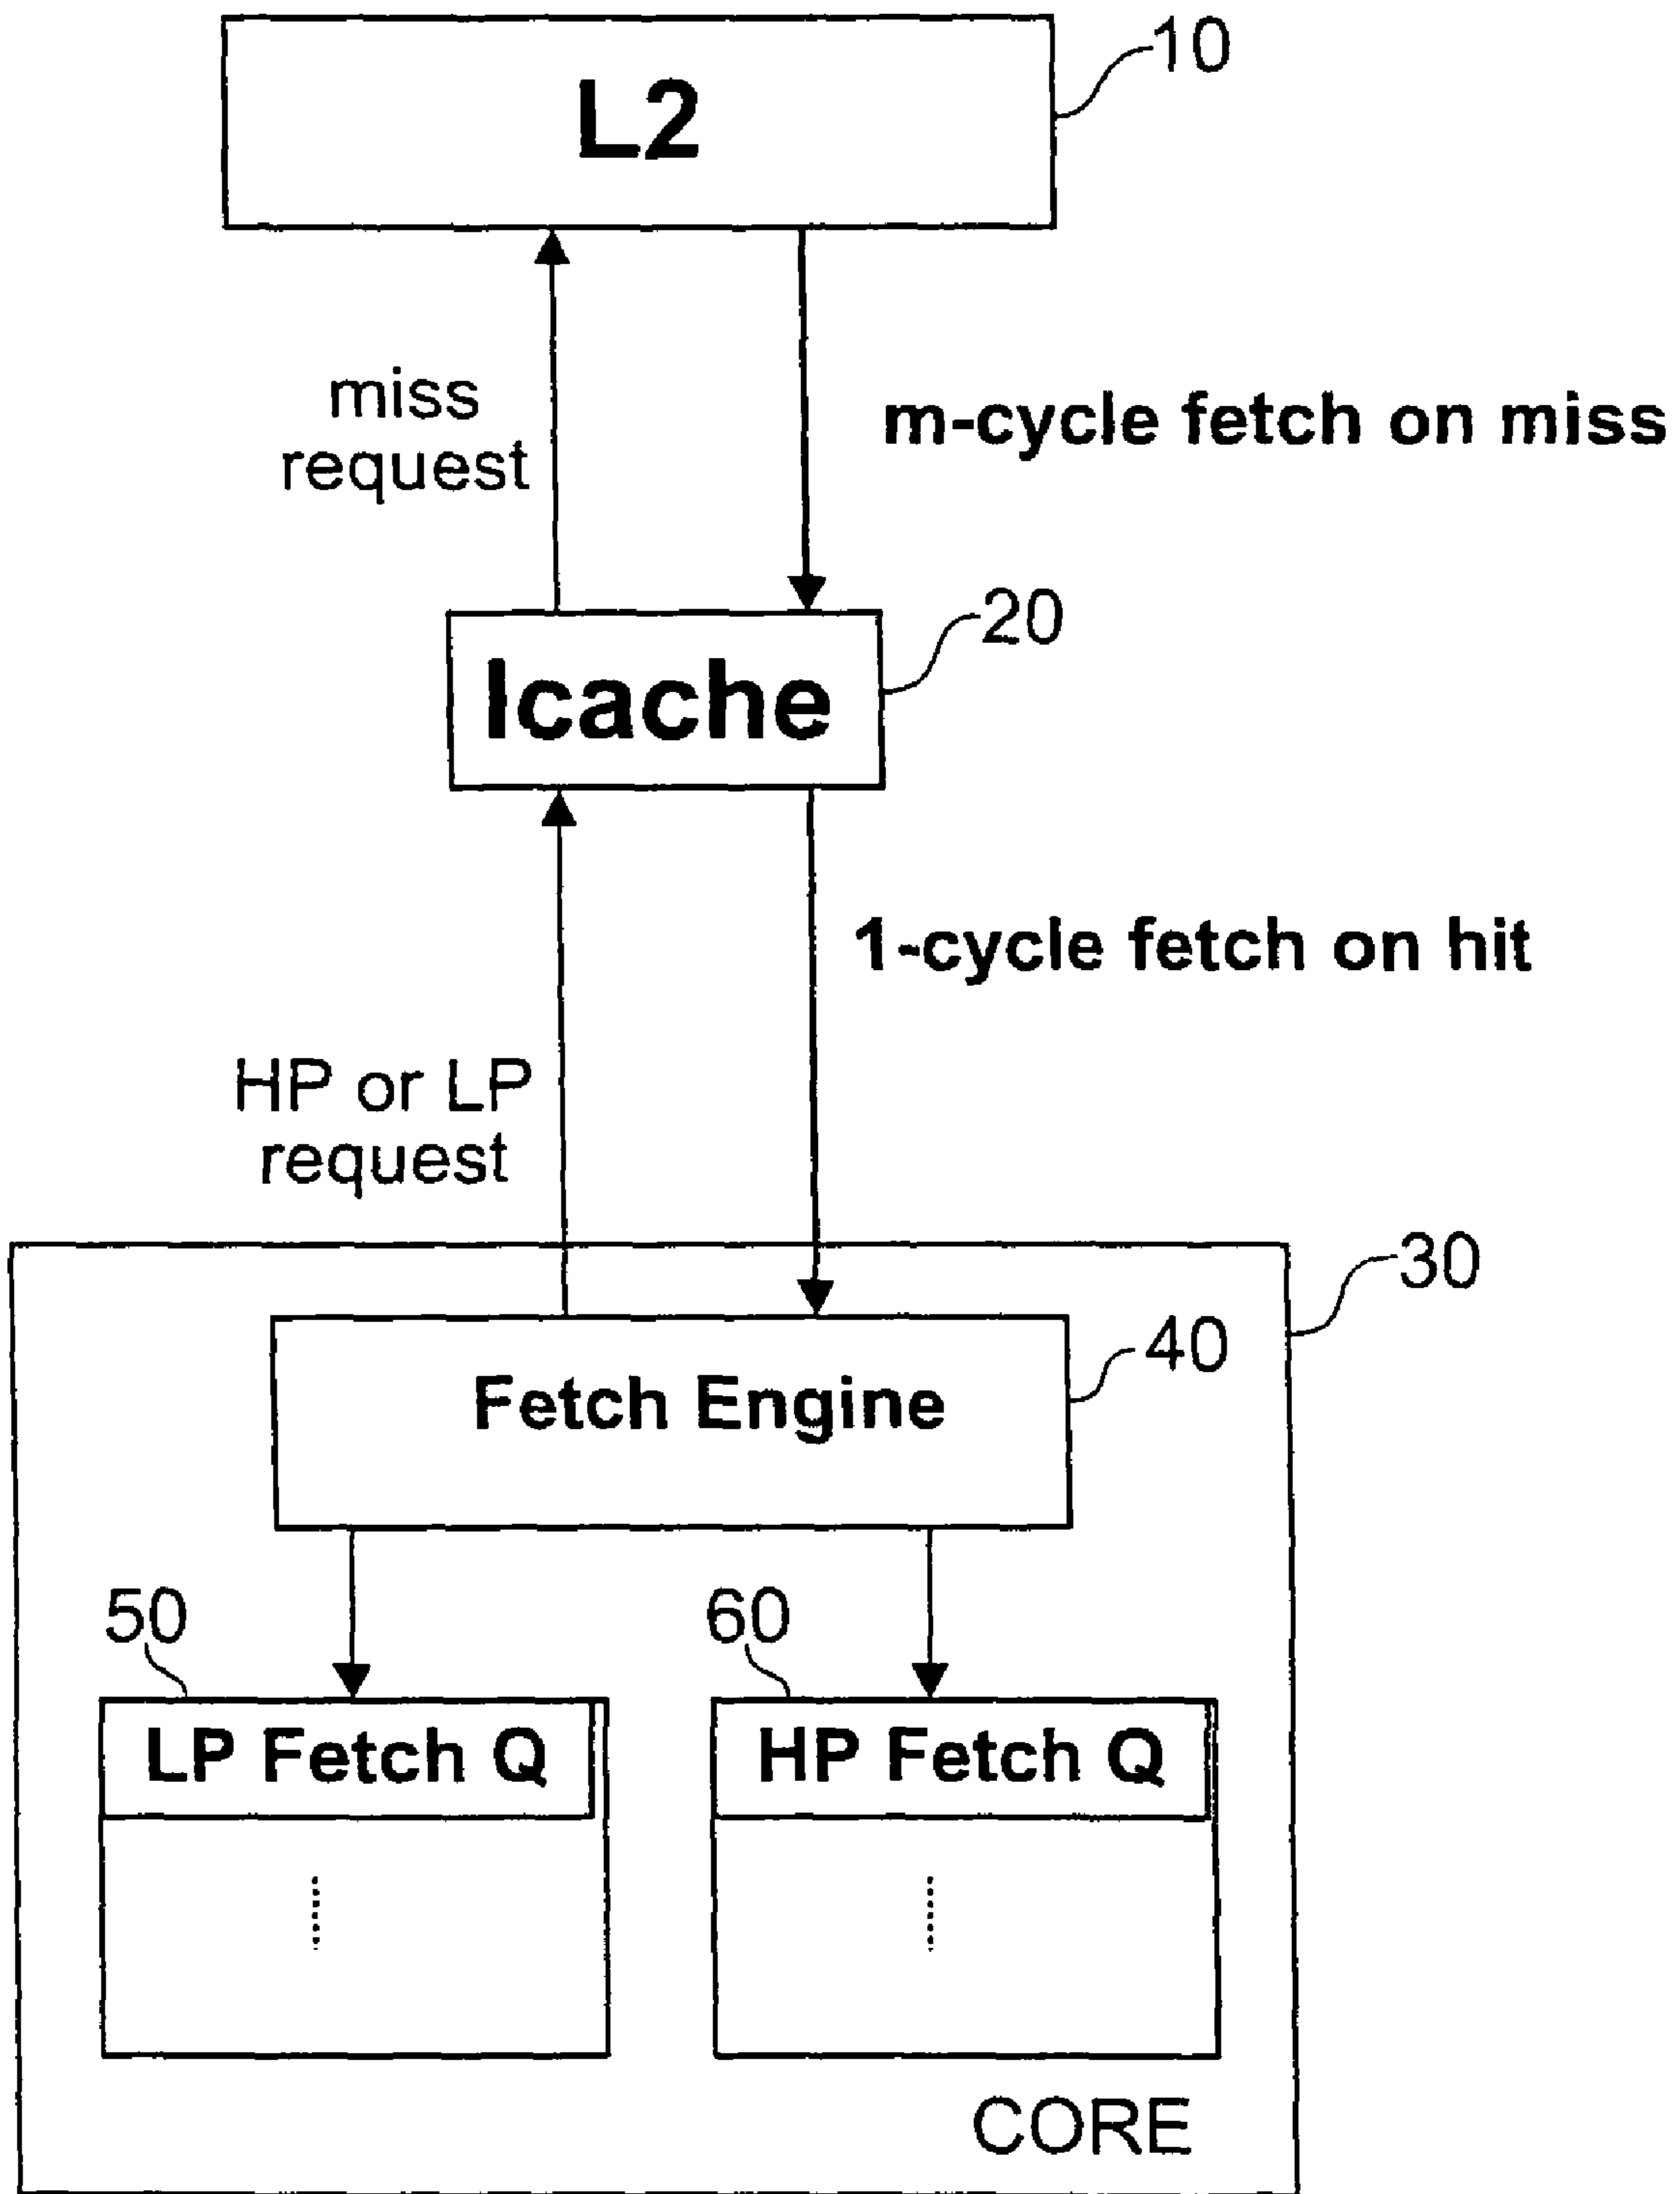 10
L2
miss
request
m-cycle fetch on miss
20
Icache
1-cycle fetch on hit
HP or LP
request
30
40
Fetch Engine
50
60
LP Fetch Q
HP Fetch Q
CORE